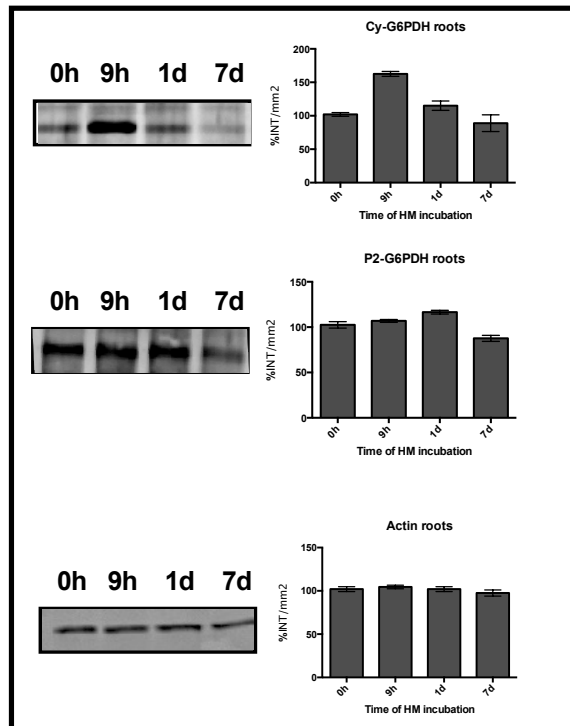 Cy-G6PDH roots
0h 9h 1d 7d
%INT/mm2
200
150
100
50
0
0h 9h 1d 7d
Time of HM incubation
P2-G6PDH roots
0h 9h 1d 7d
%INT/mm2
150
100
50
0
0h 9h 1d 7d
Time of HM incubation
Actin roots
0h 9h 1d 7d
%INT/mm2
150
100
50
0
0h 9h 1d 7d
Time of HM incubation